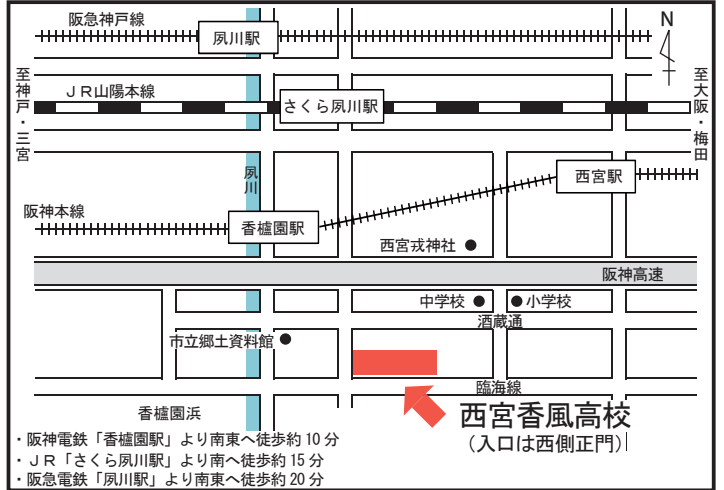 阪急神戸線
夙川駅
N
至神戸・三宮
ＪＲ山陽本線
さくら夙川駅
至大阪・梅田
夙川
西宮駅
阪神本線
香櫨園駅
西宮戎神社
阪神高速
中学校
小学校
酒蔵通
市立郷土資料館
臨海線
香櫨園浜
西宮香風高校
(入口は西側正門)
・阪神電鉄「香櫨園駅」より南東へ徒歩約10分
・ＪＲ「さくら夙川駅」より南へ徒歩約15分
・阪急電鉄「夙川駅」より南東へ徒歩約20分